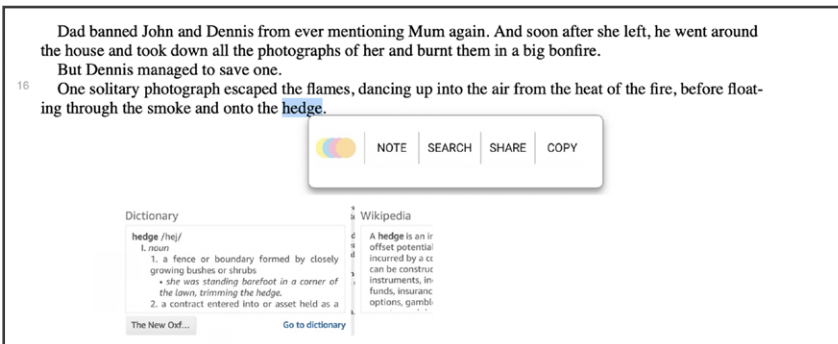 Dad banned John and Dennis from ever mentioning Mum again. And soon after she left, he went around
the house and took down all the photographs of her and burnt them in a big bonfire.
But Dennis managed to save one.
16
One solitary photograph escaped the flames, dancing up into the air from the heat of the fire, before float-
ing through the smoke and onto the hedge.
NOTE SEARCH SHARE COPY
Dictionary
hedge /hej/
I. noun
1. a fence or boundary formed by closely
growing bushes or shrubs
• she was standing barefoot in a corner of
the lawn, trimming the hedge.
2. a contract entered into or asset held as a
The New Oxf...
Go to dictionary
Wikipedia
A hedge is an ir
offset potential
incurred by a cc
can be construc
instruments, in
funds, insuranc
options, gambl